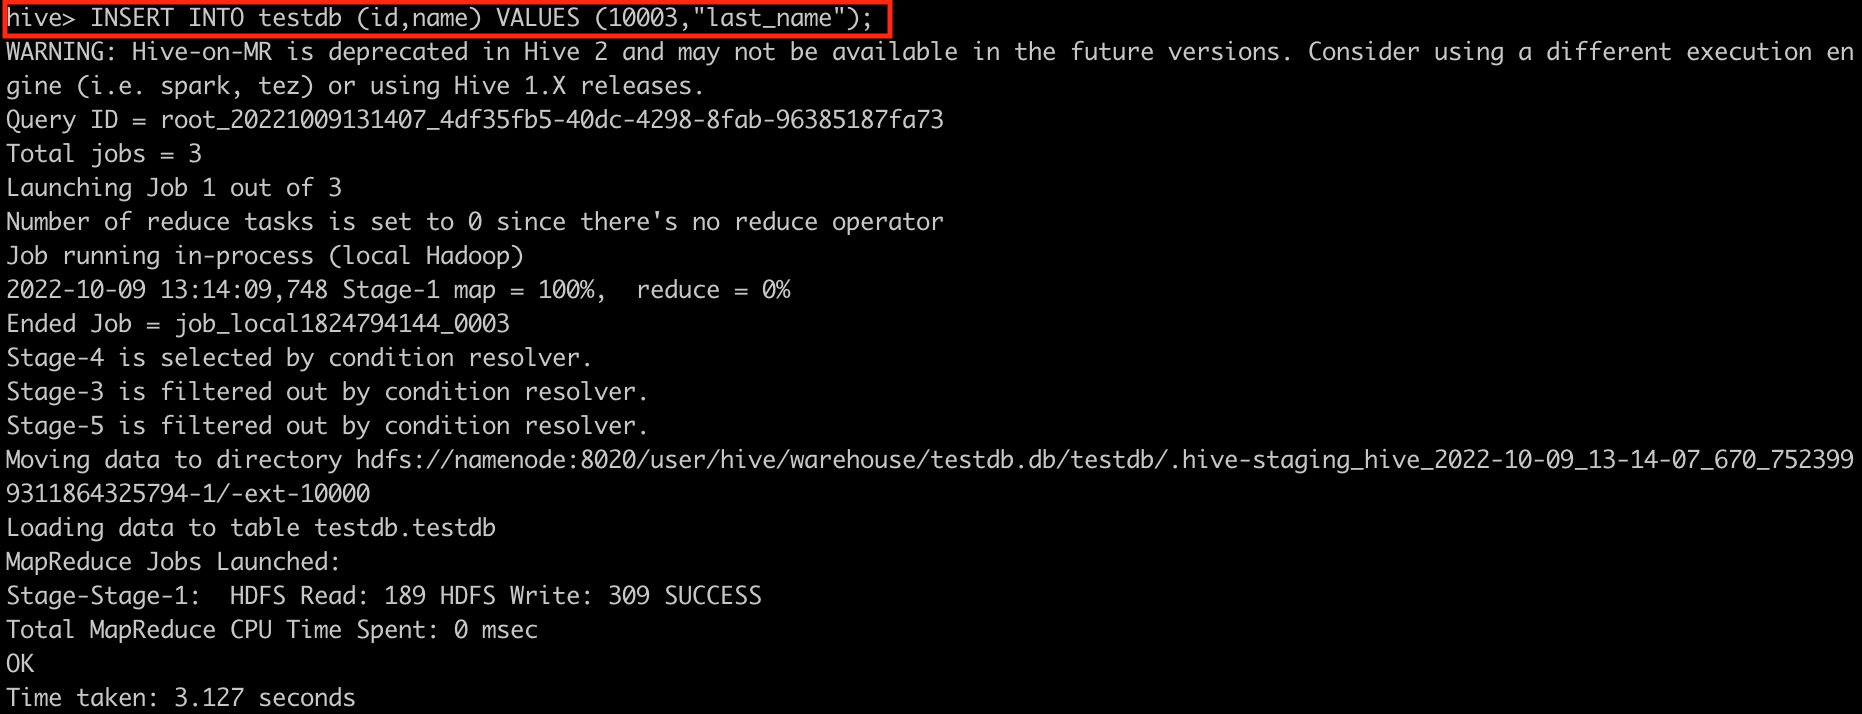 hive> INSERT INTO testdb (id,name) VALUES (10003,"last_name");
WARNING: Hive-on-MR is deprecated in Hive 2 and may not be available in the future versions. Consider using a different execution en
gine (i.e. spark, tez) or using Hive 1.X releases.
Query ID = root_20221009131407_4df35fb5-40dc-4298-8fab-96385187fa73
Total jobs = 3
Launching Job 1 out of 3
Number of reduce tasks is set to 0 since there's no reduce operator
Job running in-process (local Hadoop)
2022-10-09 13:14:09,748 Stage-1 map = 100%,  reduce = 0%
Ended Job = job_local1824794144_0003
Stage-4 is selected by condition resolver.
Stage-3 is filtered out by condition resolver.
Stage-5 is filtered out by condition resolver.
Moving data to directory hdfs://namenode:8020/user/hive/warehouse/testdb.db/testdb/.hive-staging_hive_2022-10-09_13-14-07_670_752399
9311864325794-1/-ext-10000
Loading data to table testdb.testdb
MapReduce Jobs Launched:
Stage-Stage-1:  HDFS Read: 189 HDFS Write: 309 SUCCESS
Total MapReduce CPU Time Spent: 0 msec
OK
Time taken: 3.127 seconds